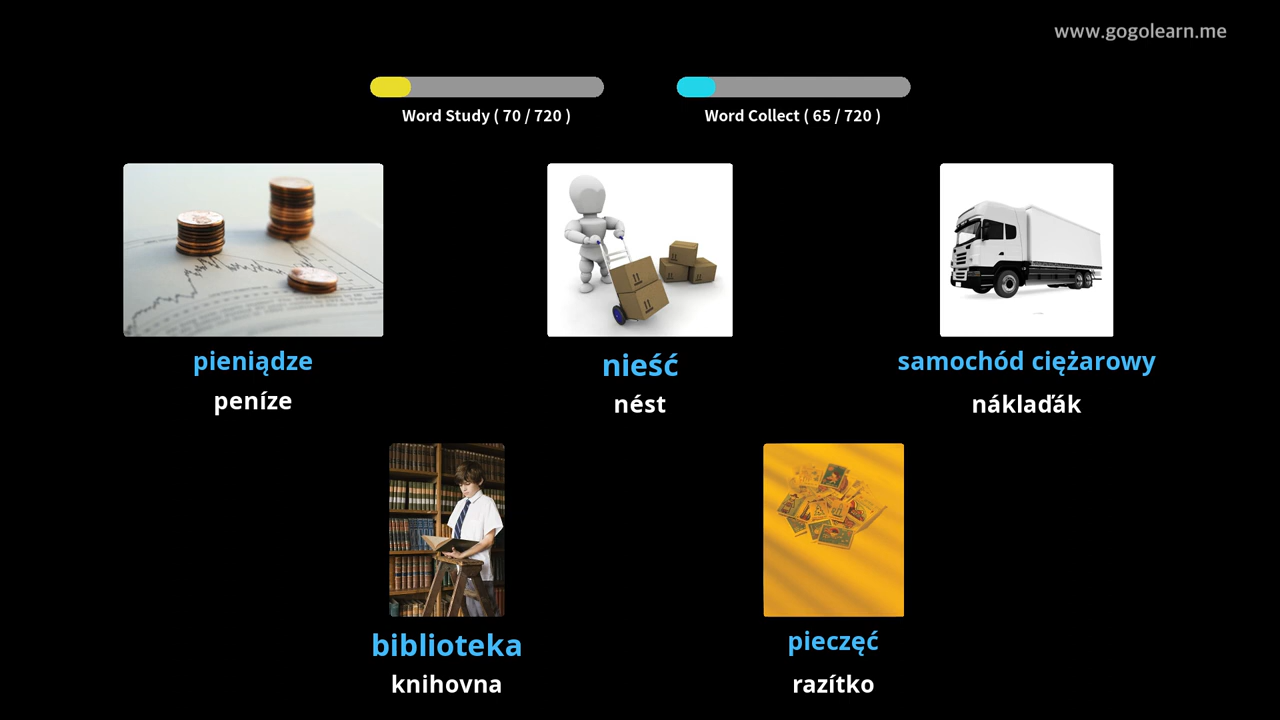 www.gogolearn.me
Word Study ( 70 / 720 )
Word Collect ( 65 / 720 )
pieniądze
peníze
nieść
nést
samochód ciężarowy
náklaďák
biblioteka
knihovna
pieczęć
razítko